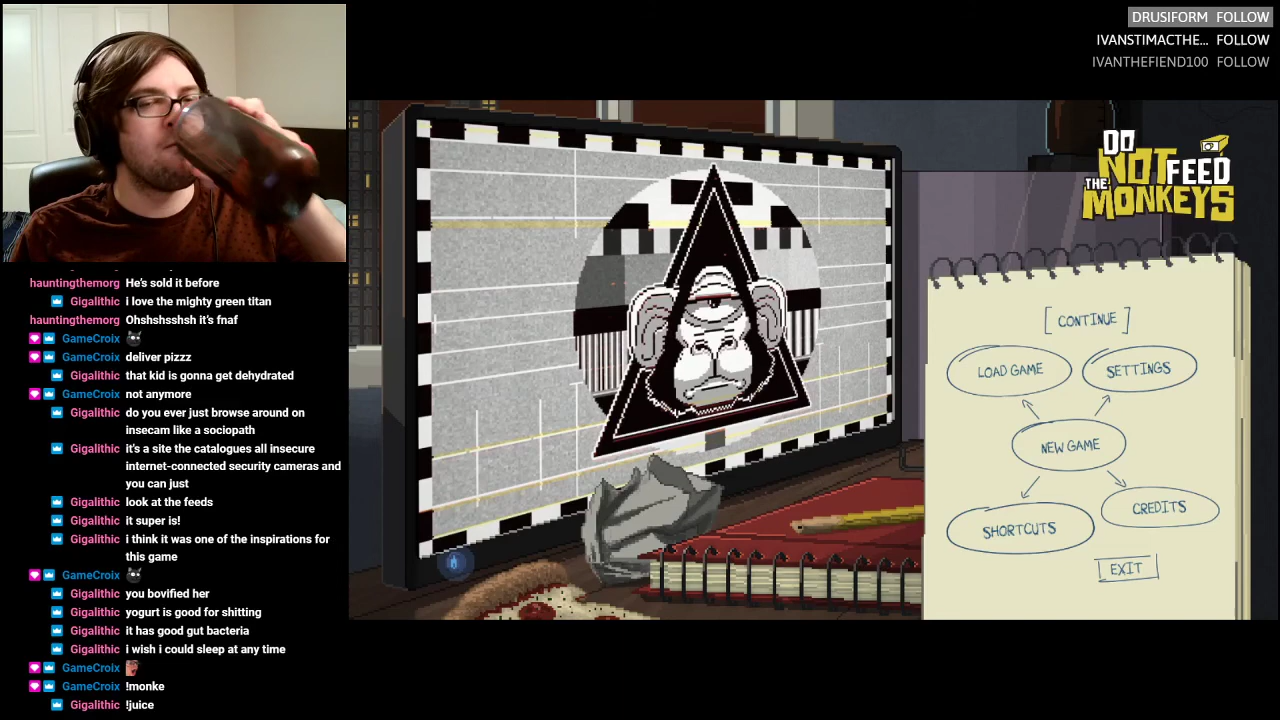 DRUSIFORM FOLLOW
IVANSTIMACTHE... FOLLOW
IVANTHEFIEND100 FOLLOW
DO
NOT FEED
THE
MONKEYS
[ CONTINUE ]
LOAD GAME
SETTINGS
NEW GAME
SHORTCUTS
CREDITS
EXIT
hauntingthemorg He's sold it before
Gigalithic i love the mighty green titan
hauntingthemorg Ohshshsshsh it's fnaf
GameCroix
GameCroix deliver pizzz
Gigalithic that kid is gonna get dehydrated
GameCroix not anymore
Gigalithic do you ever just browse around on
insecam like a sociopath
Gigalithic it's a site the catalogues all insecure
internet-connected security cameras and
you can just
Gigalithic look at the feeds
Gigalithic it super is!
Gigalithic i think it was one of the inspirations for
this game
GameCroix
Gigalithic you bovified her
Gigalithic yogurt is good for shitting
Gigalithic it has good gut bacteria
Gigalithic i wish i could sleep at any time
GameCroix
GameCroix !monke
Gigalithic !juice